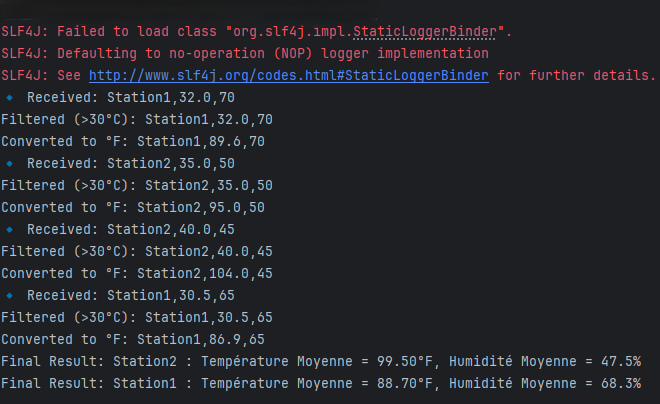 SLF4J: Failed to load class "org.slf4j.impl.StaticLoggerBinder".
SLF4J: Defaulting to no-operation (NOP) logger implementation
SLF4J: See http://www.slf4j.org/codes.html#StaticLoggerBinder for further details.
🔹 Received: Station1,32.0,70
Filtered (>30°C): Station1,32.0,70
Converted to °F: Station1,89.6,70
🔹 Received: Station2,35.0,50
Filtered (>30°C): Station2,35.0,50
Converted to °F: Station2,95.0,50
🔹 Received: Station2,40.0,45
Filtered (>30°C): Station2,40.0,45
Converted to °F: Station2,104.0,45
🔹 Received: Station1,30.5,65
Filtered (>30°C): Station1,30.5,65
Converted to °F: Station1,86.9,65
Final Result: Station2 : Température Moyenne = 99.50°F, Humidité Moyenne = 47.5%
Final Result: Station1 : Température Moyenne = 88.70°F, Humidité Moyenne = 68.3%